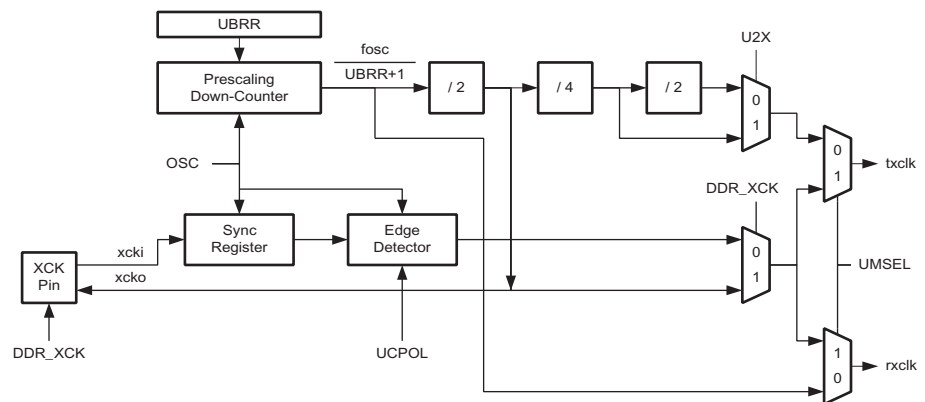 UBRR
U2X
fosc
UBRR+1
Prescaling
Down-Counter
/ 2
/ 4
/ 2
0
1
OSC
0
1
txclk
DDR_XCK
Sync
Register
Edge
Detector
xcki
0
1
UMSEL
XCK
Pin
xcko
DDR_XCK
UCPOL
1
0
rxclk